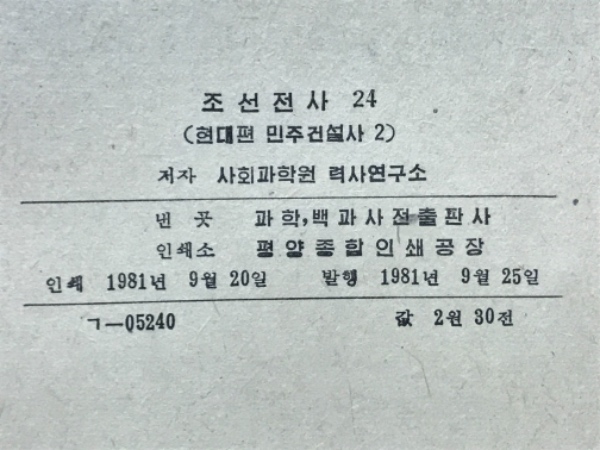 조선전사 24
(현대편 민주건설사 2)
저자 사회과학원 력사연구소
낸 곳 과학, 백과사전출판사
인쇄소 평양종합인쇄공장
인쇄 1981년 9월 20일 발행 1981년 9월 25일
ㄱ—05240 값 2원 30전